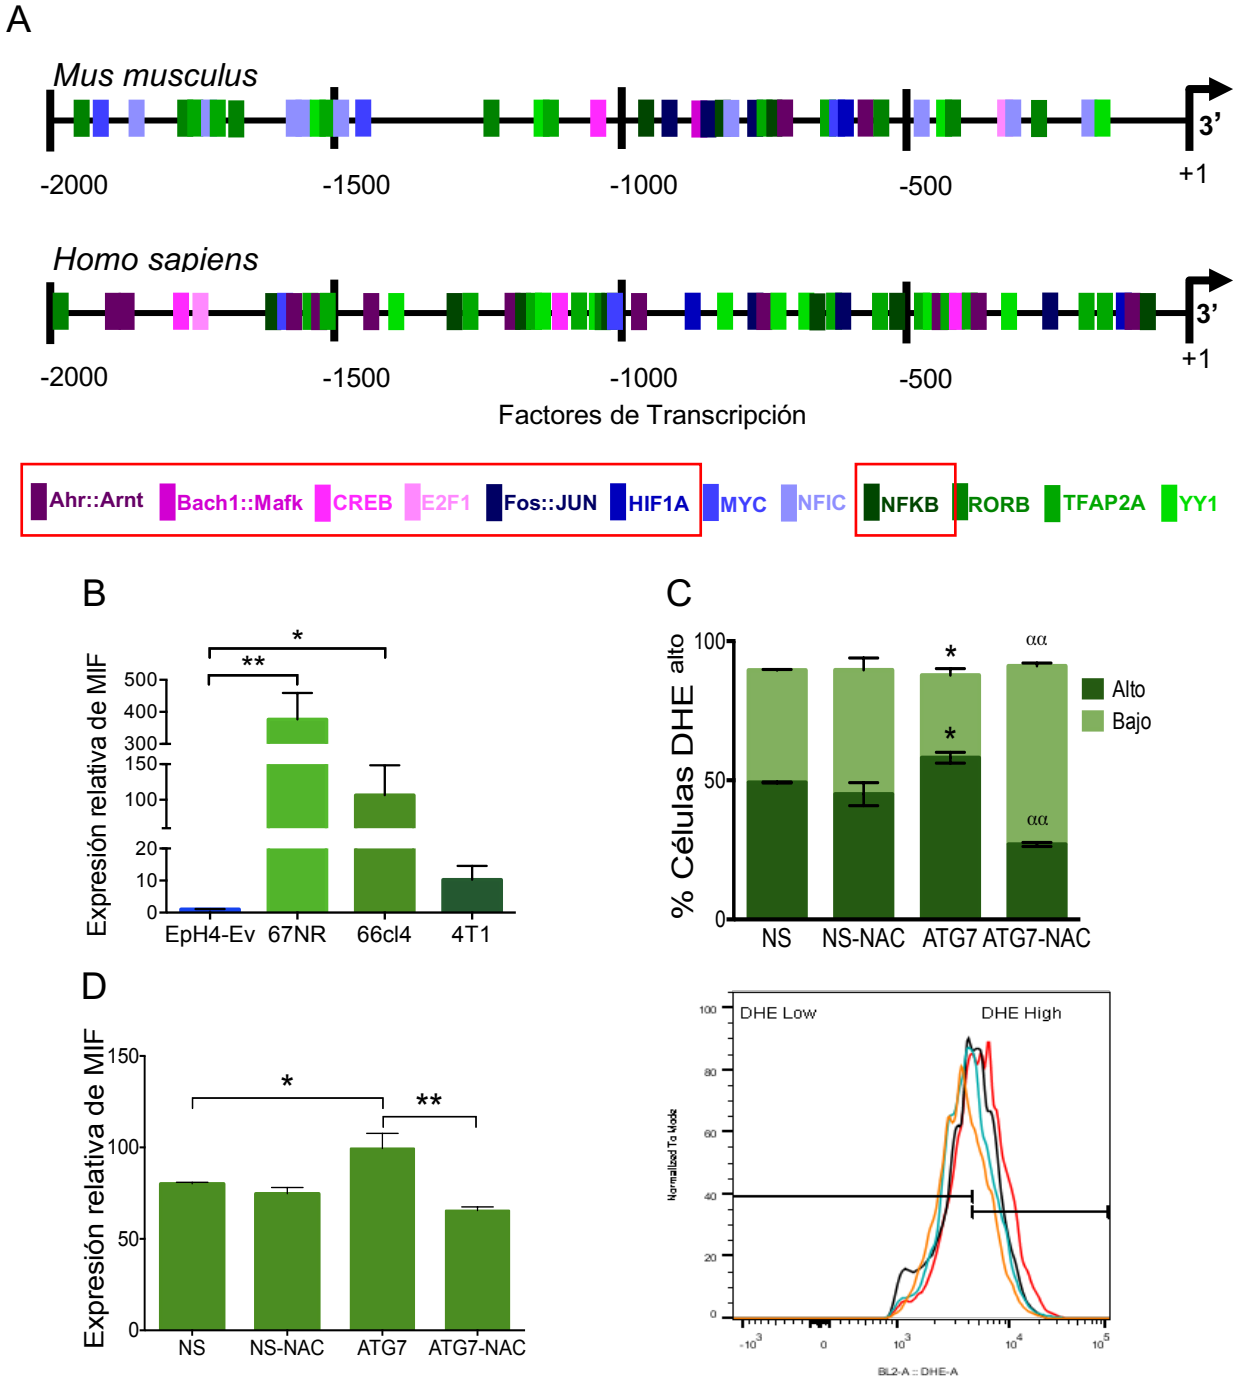 A
Mus musculus
3’
-2000 -1500 -1000 -500 +1
Homo sapiens
3’
-2000 -1500 -1000 -500 +1
Factores de Transcripción
Ahr::Arnt Bach1::Mafk CREB E2F1 Fos::JUN HIF1A MYC NFIC NFKB RORB TFAP2A YY1
B
Expresión relativa de MIF
*
**
500
400
300
150
100
20
10
0
EpH4-Ev 67NR 66cl4 4T1
C
% Células DHE alto
100
50
0
* αα
* αα
Alto
Bajo
NS NS-NAC ATG7 ATG7-NAC
D
Expresión relativa de MIF
150
100
50
0
* **
NS NS-NAC ATG7 ATG7-NAC
DHE Low DHE High
Normalized To Mode
100
80
60
40
20
0
-10³ 0 10³ 10⁴ 10⁵
BL2-A :: DHE-A